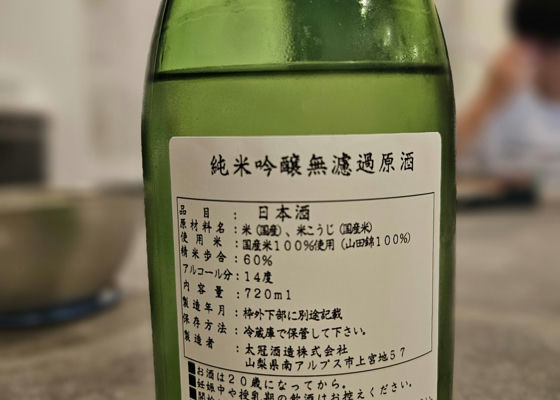 純米吟醸無濾過原酒
品目：日本酒
原材料名：米(国産)、米こうじ(国産米)
使用米：国産米100%使用(山田錦100%)
精米歩合：60%
アルコール分：14度
内容量：720ml
製造年月：枠外下部に別途記載
保存方法：冷蔵庫で保管して下さい。
製造者：太冠酒造株式会社
山梨県南アルプス市上宮地57
■お酒は20歳になってから。
■妊娠中や授乳期の飲酒はお控えください。